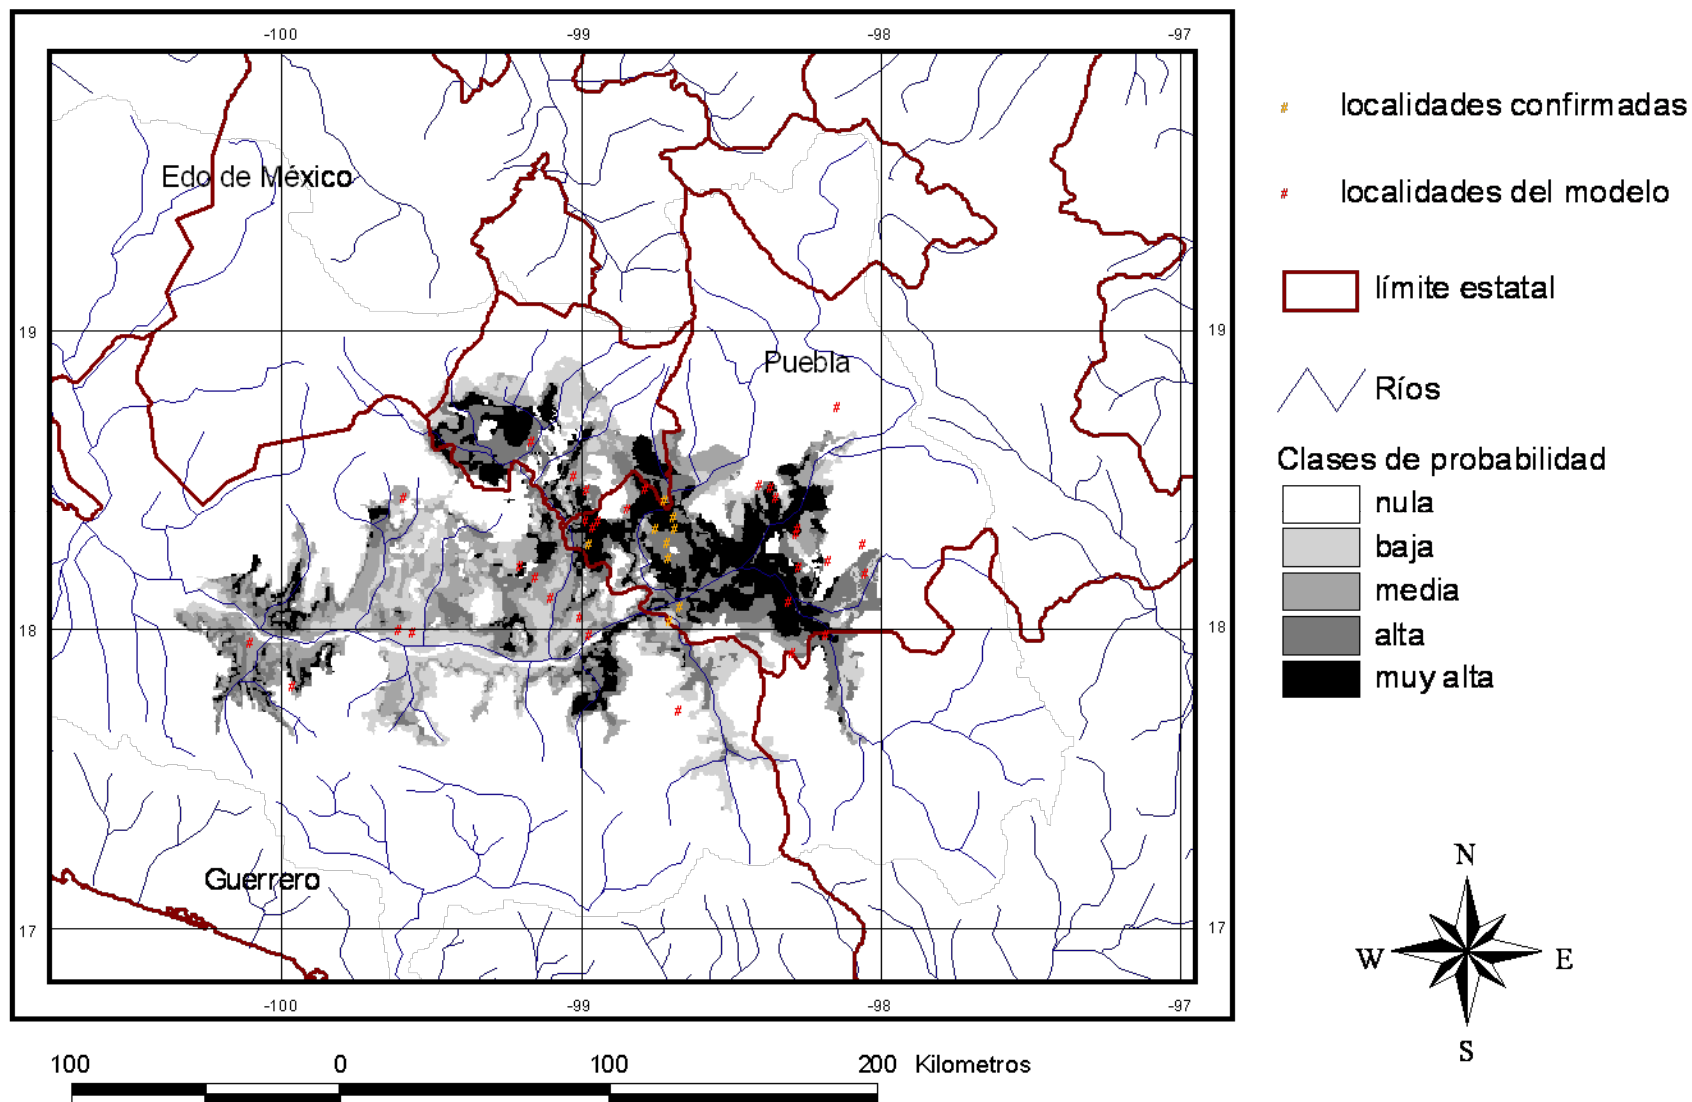 -100 -99 -98 -97
# localidades confirmadas
Edo de México
# localidades del modelo
límite estatal
19 19
Puebla
Ríos
Clases de probabilidad
nula
baja
media
alta
muy alta
18 18
Guerrero
17 17
-100 -99 -98 -97
N
W E
S
100 0 100 200 Kilometros